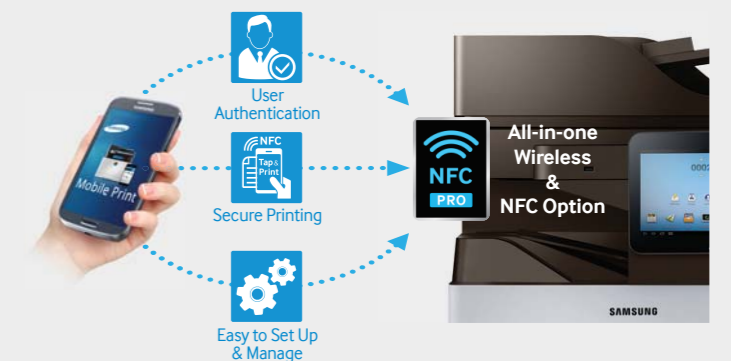 User
Authentication
NFC
Tap &
Print
Secure Printing
Easy to Set Up
& Manage
SAMSUNG
Mobile Print
NFC
PRO
All-in-one
Wireless
&
NFC Option
SAMSUNG